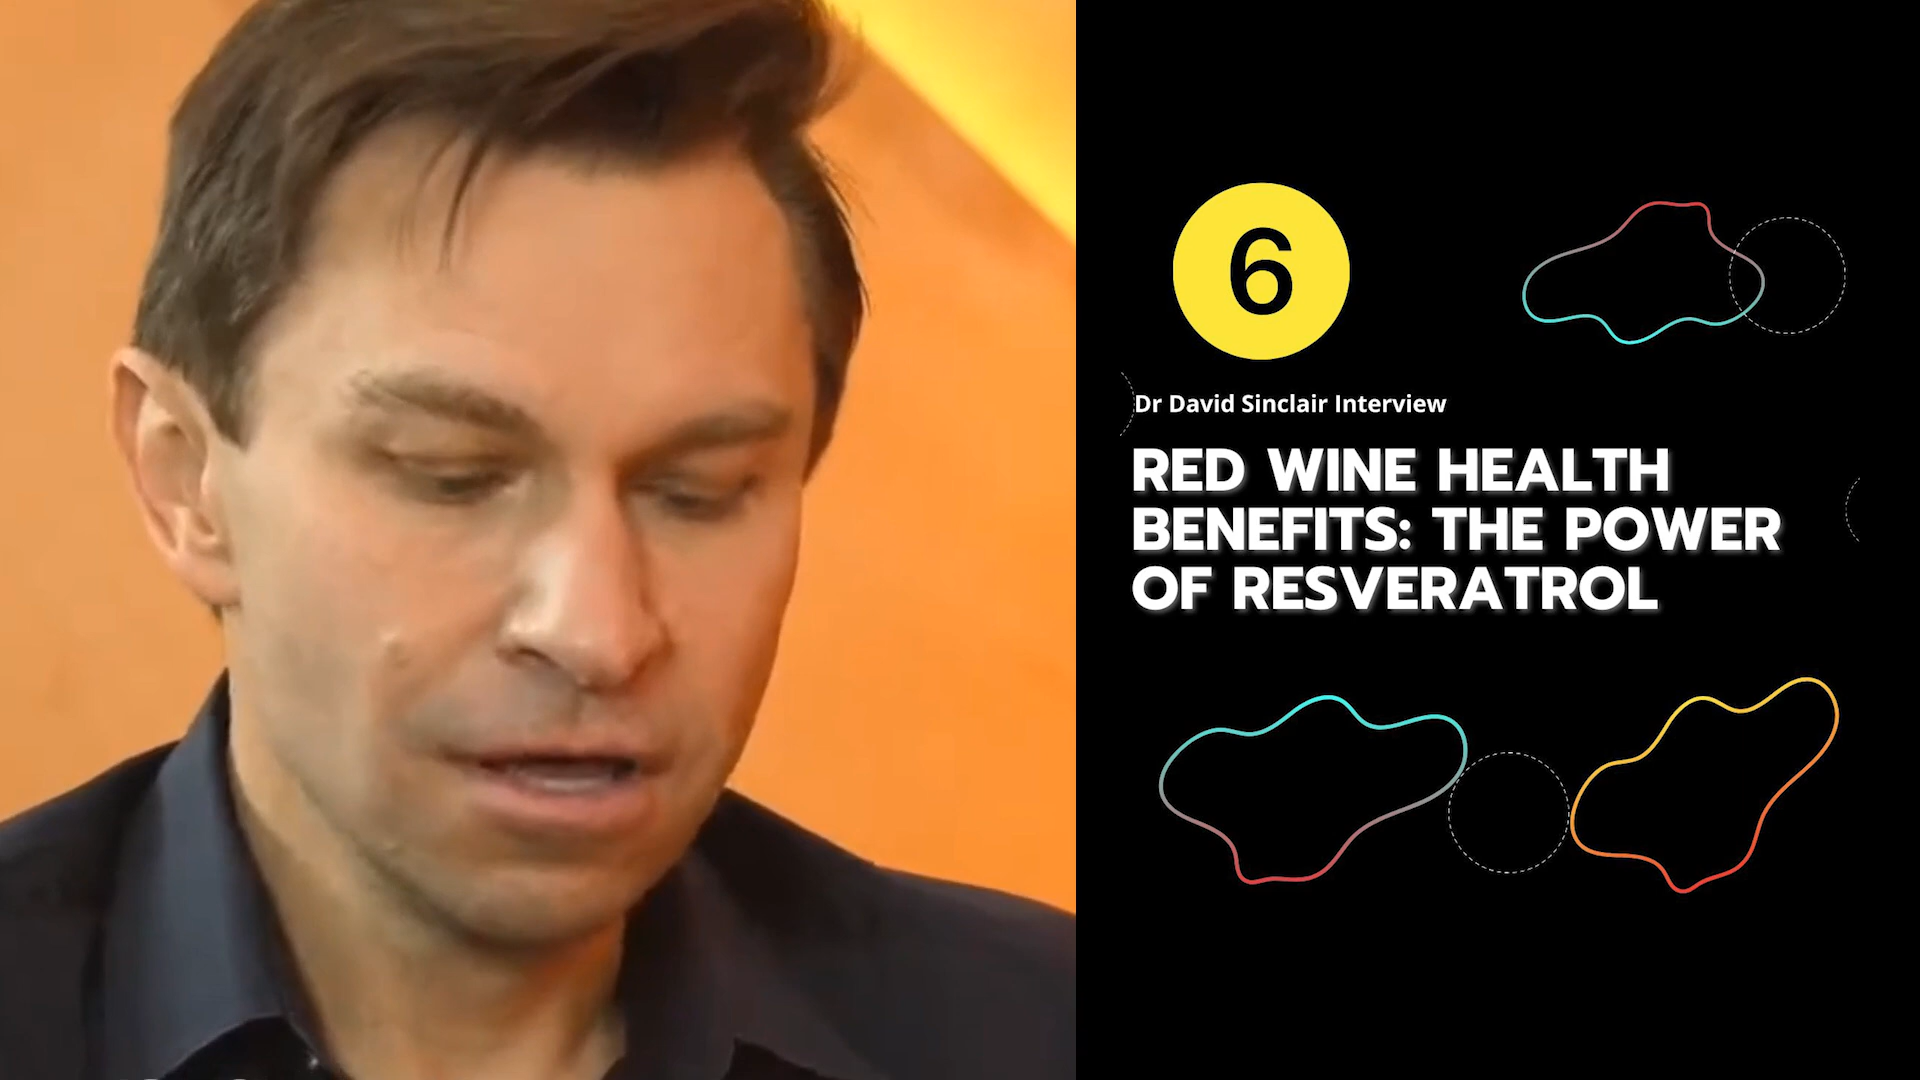 6
Dr David Sinclair Interview
RED WINE HEALTH
BENEFITS: THE POWER
OF RESVERATROL